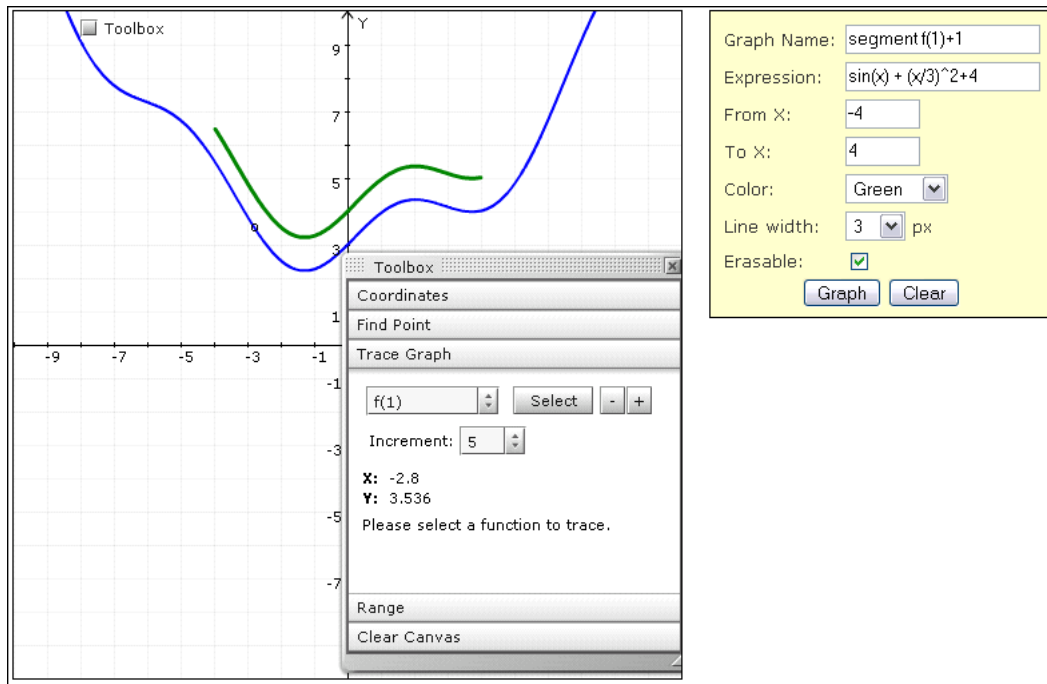 Toolbox
Y
9
7
5
3
1
-9 -7 -5 -3 -1
-1
-3
-5
-7
Toolbox
Coordinates
Find Point
Trace Graph
f(1) Select - +
Increment: 5
X: -2.8
Y: 3.536
Please select a function to trace.
Range
Clear Canvas
Graph Name: segment f(1)+1
Expression: sin(x) + (x/3)^2+4
From X: -4
To X: 4
Color: Green
Line width: 3 px
Erasable:
Graph Clear